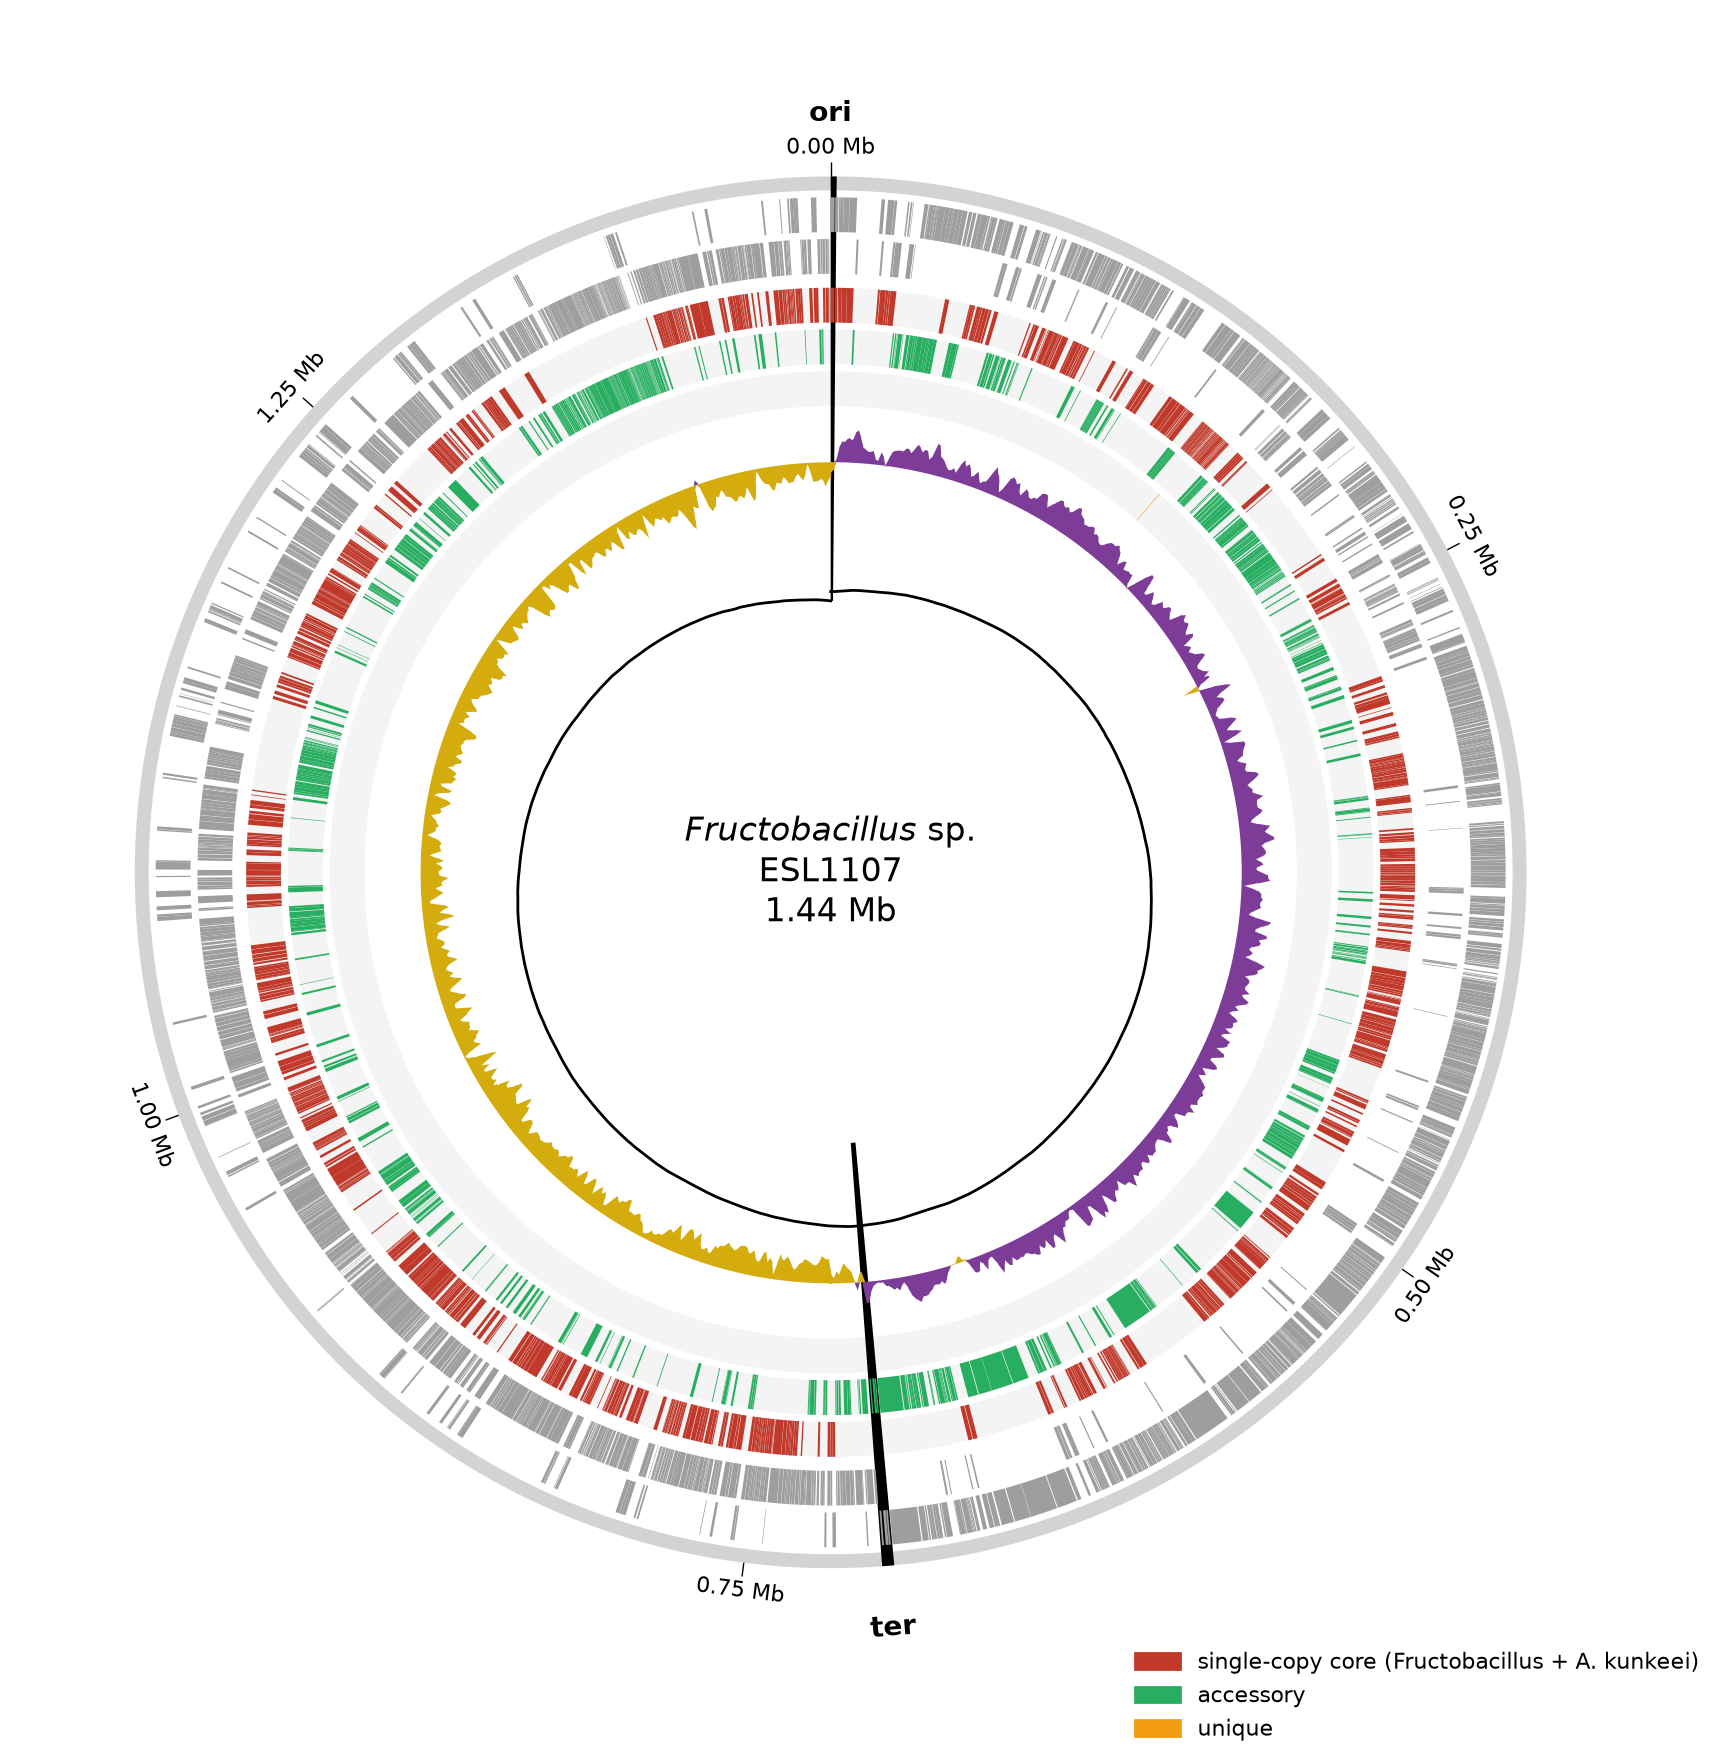 ori
0.00 Mb
0.25 Mb
0.50 Mb
0.75 Mb
1.00 Mb
1.25 Mb
Fructobacillus sp.
ESL1107
1.44 Mb
ter
single-copy core (Fructobacillus + A. kunkeei)
accessory
unique